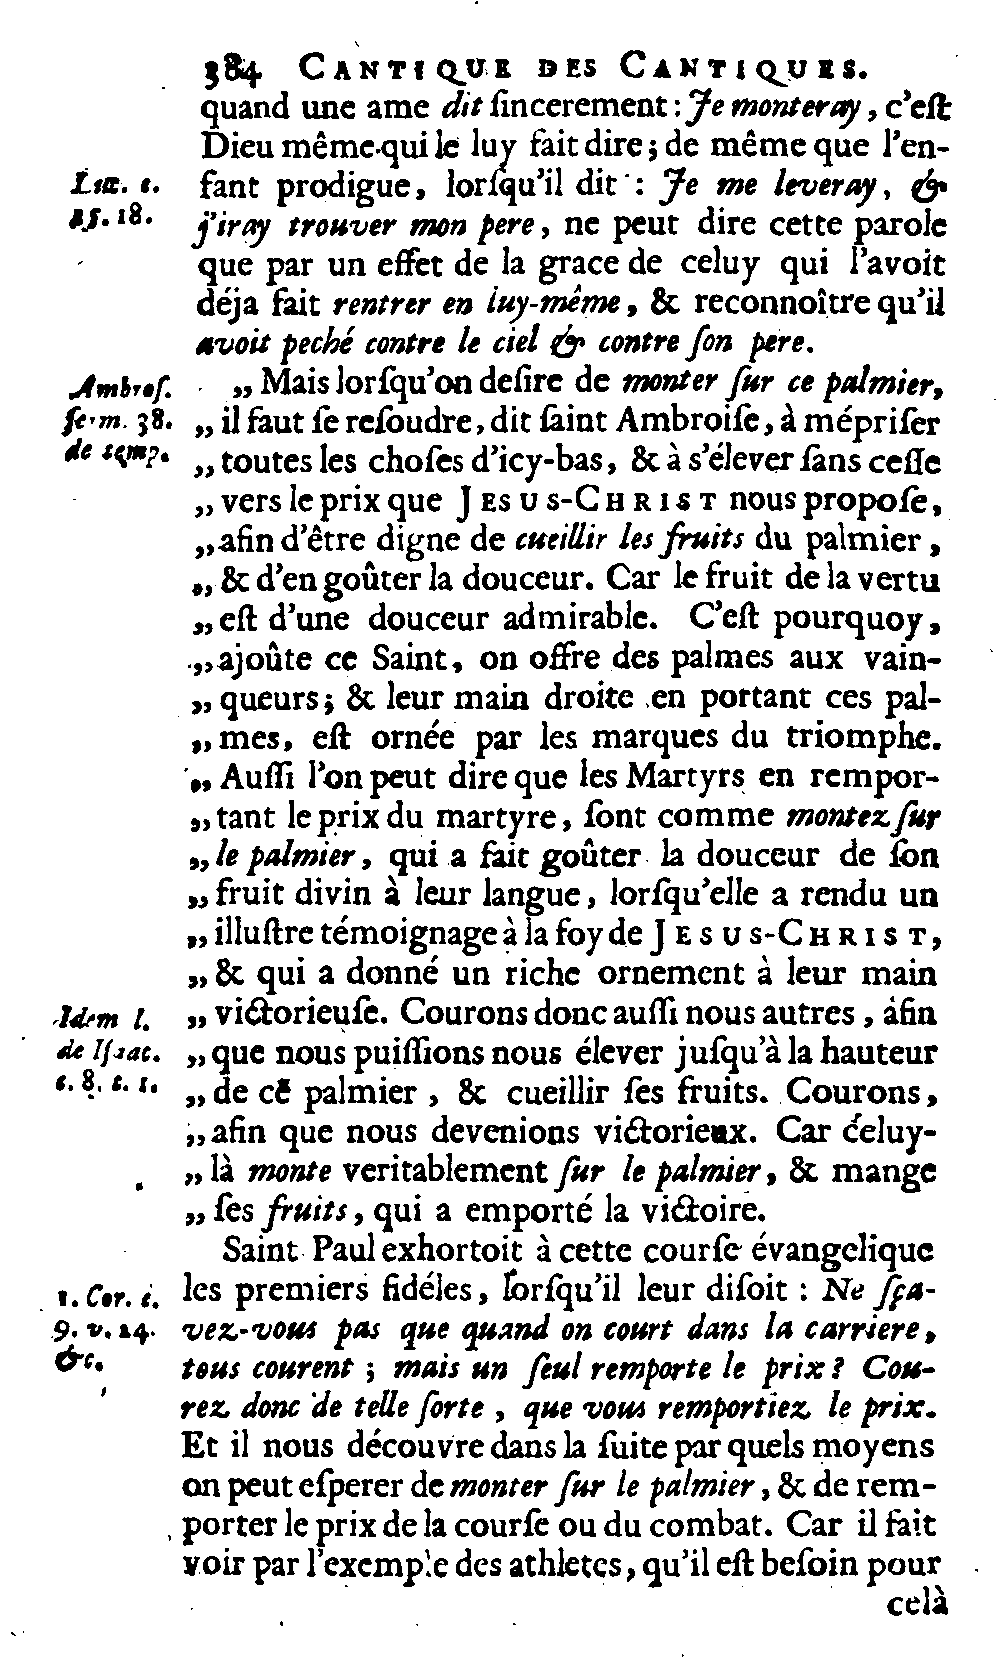 384 CANTIQUE DES CANTIQUES.
quand une ame dit ſincerement : Je monteray, c'eſt
Dieu même qui le luy fait dire ; de même que l'en-
Luc. c. fant prodigue, lorſqu'il dit : Je me leveray, &
15. 18. j'iray trouver mon pere, ne peut dire cette parole
que par un effet de la grace de celuy qui l'avoit
déja fait rentrer en luy-même, & reconnoître qu'il
avoit peché contre le ciel & contre ſon pere.
Ambroſ. „ Mais lorſqu'on deſire de monter ſur ce palmier,
ſerm. 38. „ il faut ſe reſoudre, dit ſaint Ambroiſe, à mépriſer
de temp. „ toutes les choſes d'icy-bas, & à s'élever ſans ceſſe
„ vers le prix que JESUS-CHRIST nous propoſe,
„ afin d'être digne de cueillir les fruits du palmier,
„ & d'en goûter la douceur. Car le fruit de la vertu
„ eſt d'une douceur admirable. C'eſt pourquoy,
„ ajoûte ce Saint, on offre des palmes aux vain-
„ queurs ; & leur main droite en portant ces pal-
„ mes, eſt ornée par les marques du triomphe.
„ Auſſi l'on peut dire que les Martyrs en rempor-
„ tant le prix du martyre, ſont comme montez ſur
„ le palmier, qui a fait goûter la douceur de ſon
„ fruit divin à leur langue, lorſqu'elle a rendu un
„ illuſtre témoignage à la foy de JESUS-CHRIST,
„ & qui a donné un riche ornement à leur main
Idem l. „ victorieuſe. Courons donc auſſi nous autres, afin
de Iſaac. „ que nous puiſſions nous élever juſqu'à la hauteur
c. 8. t. 1. „ de ce palmier, & cueillir ſes fruits. Courons,
„ afin que nous devenions victorieux. Car celuy-
„ là monte veritablement ſur le palmier, & mange
„ ſes fruits, qui a emporté la victoire.
Saint Paul exhortoit à cette courſe évangelique
1. Cor. c. les premiers fidéles, lorſqu'il leur diſoit : Ne ſça-
9. v. 24. vez-vous pas que quand on court dans la carriere,
&c. tous courent ; mais un ſeul remporte le prix ? Cou-
rez donc de telle ſorte, que vous remportiez le prix.
Et il nous découvre dans la ſuite par quels moyens
on peut eſperer de monter ſur le palmier, & de rem-
porter le prix de la courſe ou du combat. Car il fait
voir par l'exemple des athletes, qu'il eſt beſoin pour
celà